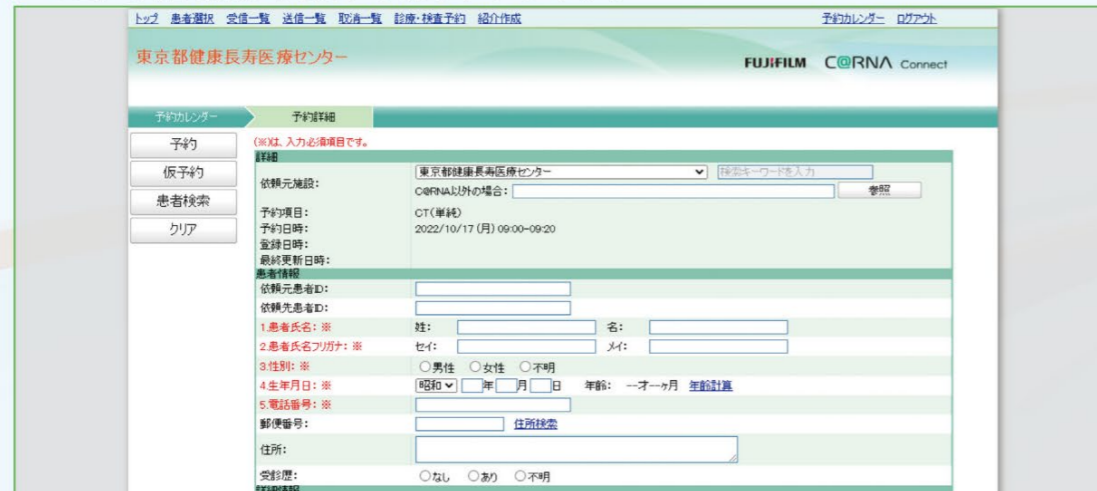 トップ 患者選択 受信一覧 送信一覧 取消一覧 診療・検査予約 紹介作成 予約カレンダー ログアウト
東京都健康長寿医療センター FUJIFILM C@RNA Connect
予約カレンダー 予約詳細
予約
仮予約
患者検索
クリア
(※)は、入力必須項目です。
詳細
依頼元施設: 東京都健康長寿医療センター 検索キーワードを入力
C@RNA以外の場合: 参照
予約項目: CT(単純)
予約日時: 2022/10/17 (月) 09:00-09:20
登録日時:
最終更新日時:
患者情報
依頼元患者ID:
依頼先患者ID:
1.患者氏名: ※ 姓: 名:
2.患者氏名フリガナ: ※ セイ: メイ:
3.性別: ※ 男性 女性 不明
4.生年月日: ※ 昭和 年 月 日 年齢: --才--ヶ月 年齢計算
5.電話番号: ※
郵便番号: 住所検索
住所:
受診歴: なし あり 不明
詳細情報